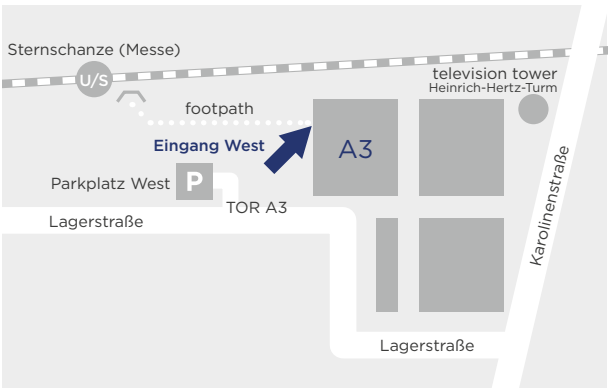 Sternschanze (Messe)
U/S
television tower
Heinrich-Hertz-Turm
footpath
Eingang West
A3
Parkplatz West
P
TOR A3
Lagerstraße
Karolinenstraße
Lagerstraße